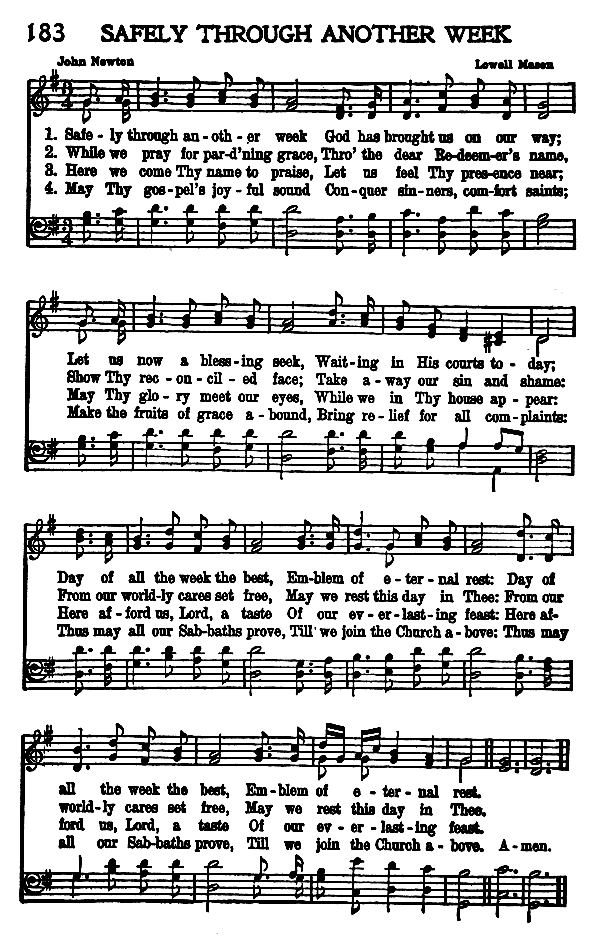 183 SAFELY THROUGH ANOTHER WEEK
John Newton Lowell Mason
3 4
1. Safe - ly through an - oth - er week God has brought us on our way;
2. While we pray for par-d'ning grace, Thro' the dear Re-deem-er's name,
3. Here we come Thy name to praise, Let us feel Thy pres-ence near;
4. May Thy gos-pel's joy - ful sound Con-quer sin-ners, com-fort saints;
3 4
Let us now a bless-ing seek, Wait-ing in His courts to - day;
Show Thy rec - on - cil - ed face; Take a-way our sin and shame:
May Thy glo - ry meet our eyes, While we in Thy house ap - pear:
Make the fruits of grace a - bound, Bring re - lief for all com-plaints:
Day of all the week the best, Em-blem of e - ter - nal rest: Day of
From our world-ly cares set free, May we rest this day in Thee: From our
Here af-ford us, Lord, a taste Of our ev - er-last-ing feast: Here af-
Thus may all our Sab-baths prove, Till we join the Church a-bove: Thus may
all the week the best, Em-blem of e - ter - nal rest.
world-ly cares set free, May we rest this day in Thee.
ford us, Lord, a taste Of our ev - er - last-ing feast.
all our Sab-baths prove, Till we join the Church a-bove. A-men.